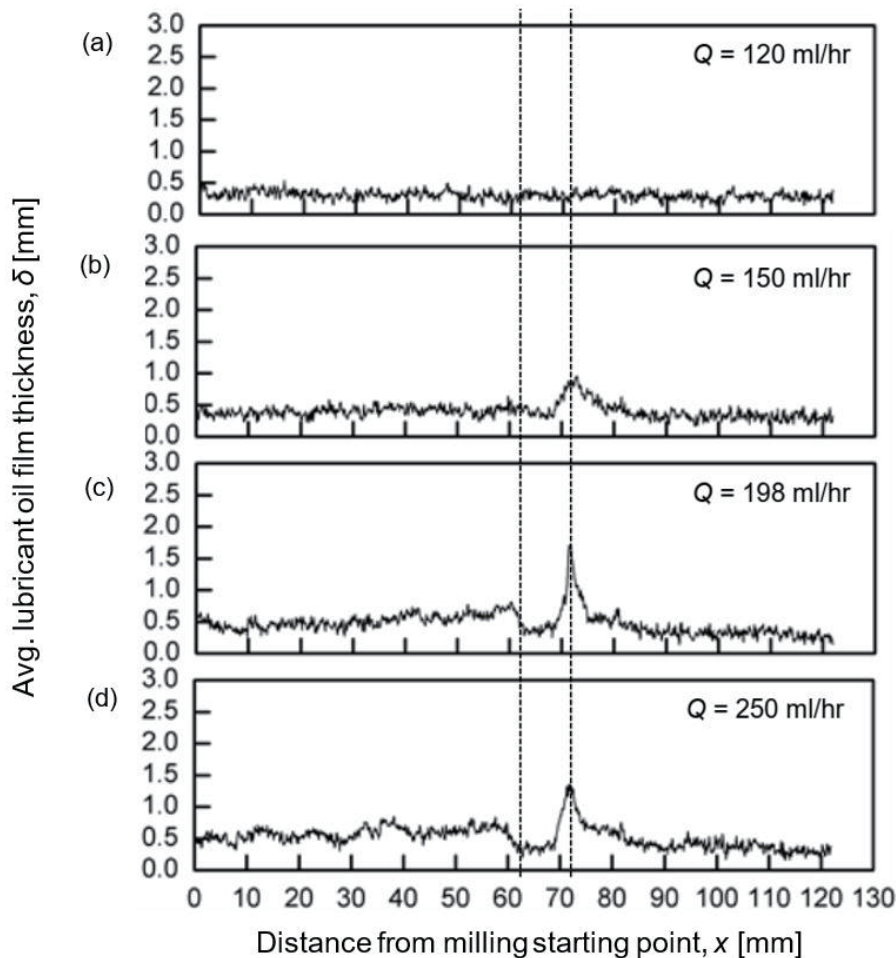 (a)
Q = 120 ml/hr
3.0
2.5
2.0
1.5
1.0
0.5
0.0
(b)
Q = 150 ml/hr
3.0
2.5
2.0
1.5
1.0
0.5
0.0
(c)
Q = 198 ml/hr
3.0
2.5
2.0
1.5
1.0
0.5
0.0
(d)
Q = 250 ml/hr
3.0
2.5
2.0
1.5
1.0
0.5
0.0
0 10 20 30 40 50 60 70 80 90 100 110 120 130
Avg. lubricant oil film thickness, δ [mm]
Distance from milling starting point, x [mm]